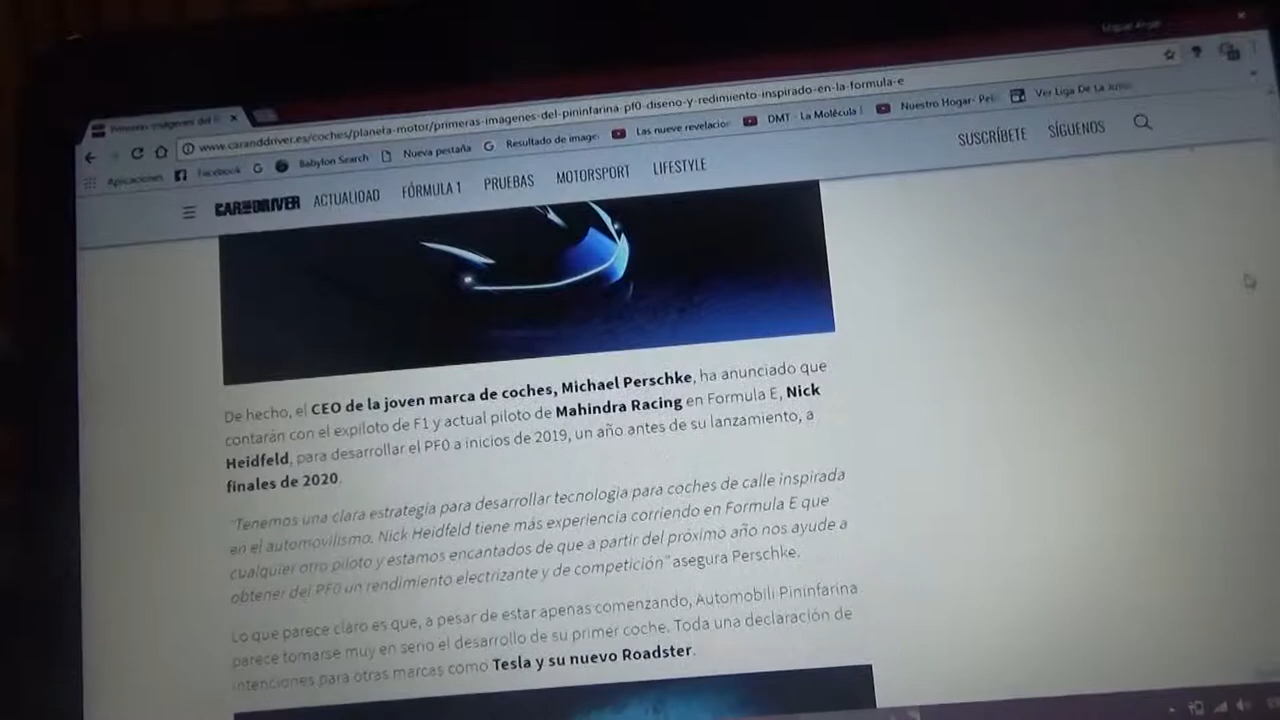 Miguel Angel
Primeras imágenes del
www.caranddriver.es/coches/planeta-motor/primeras-imagenes-del-pininfarina-pf0-diseno-y-redimiento-inspirado-en-la-formula-e
Aplicaciones Facebook Babylon Search Nueva pestaña Resultado de image Las nueve revelacio DMT - La Molécula Nuestro Hogar- Pel Ver Liga De La
CAR AND DRIVER ACTUALIDAD FÓRMULA 1 PRUEBAS MOTORSPORT LIFESTYLE SUSCRÍBETE SÍGUENOS
De hecho, el CEO de la joven marca de coches, Michael Perschke, ha anunciado que
contarán con el expiloto de F1 y actual piloto de Mahindra Racing en Formula E, Nick
Heidfeld, para desarrollar el PF0 a inicios de 2019, un año antes de su lanzamiento, a
finales de 2020.
"Tenemos una clara estrategia para desarrollar tecnología para coches de calle inspirada
en el automovilismo. Nick Heidfeld tiene más experiencia corriendo en Formula E que
cualquier otro piloto y estamos encantados de que a partir del próximo año nos ayude a
obtener del PF0 un rendimiento electrizante y de competición" asegura Perschke.
Lo que parece claro es que, a pesar de estar apenas comenzando, Automobili Pininfarina
parece tomarse muy en serio el desarrollo de su primer coche. Toda una declaración de
intenciones para otras marcas como Tesla y su nuevo Roadster.